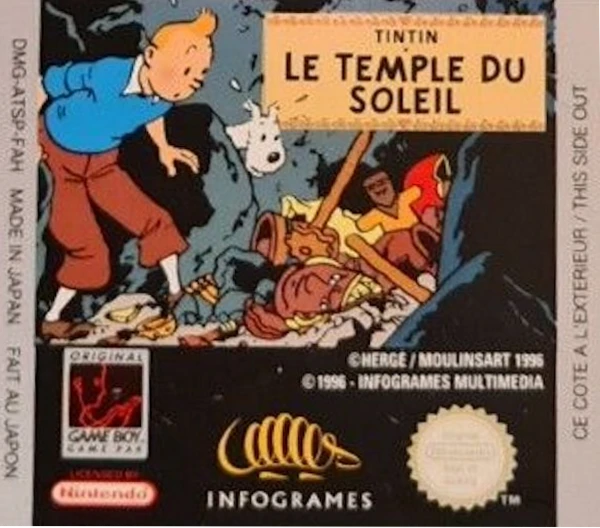 TINTIN
LE TEMPLE DU
SOLEIL
DMG-ATSP-FAH MADE IN JAPAN FAIT AU JAPON
CE COTE A L'EXTERIEUR / THIS SIDE OUT
©HERGÉ / MOULINSART 1996
©1996 - INFOGRAMES MULTIMEDIA
ORIGINAL
GAME BOY
GAME PAK
LICENSED BY
Nintendo
INFOGRAMES
Nintendo
TM